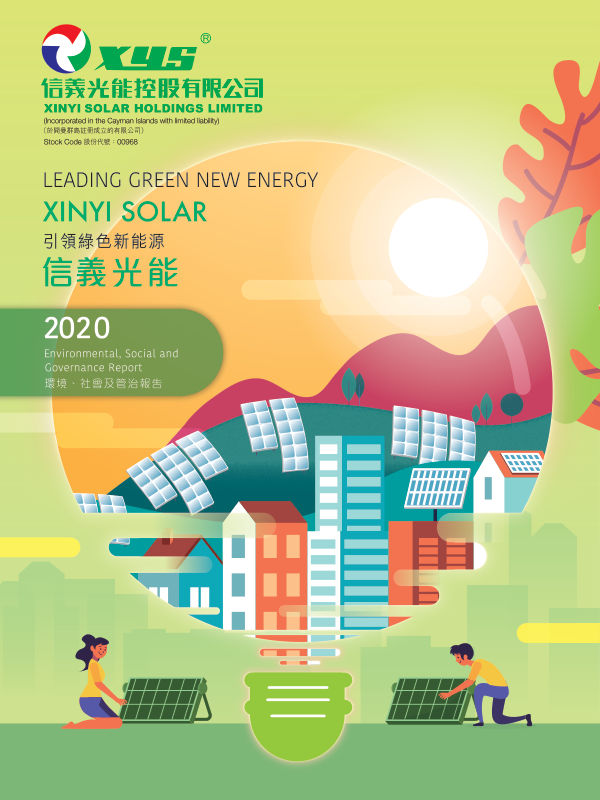 XYS®
信義光能控股有限公司
XINYI SOLAR HOLDINGS LIMITED
(Incorporated in the Cayman Islands with limited liability)
(於開曼群島註冊成立的有限公司)
Stock Code 股份代號：00968
LEADING GREEN NEW ENERGY
XINYI SOLAR
引領綠色新能源
信義光能
2020
Environmental, Social and
Governance Report
環境、社會及管治報告